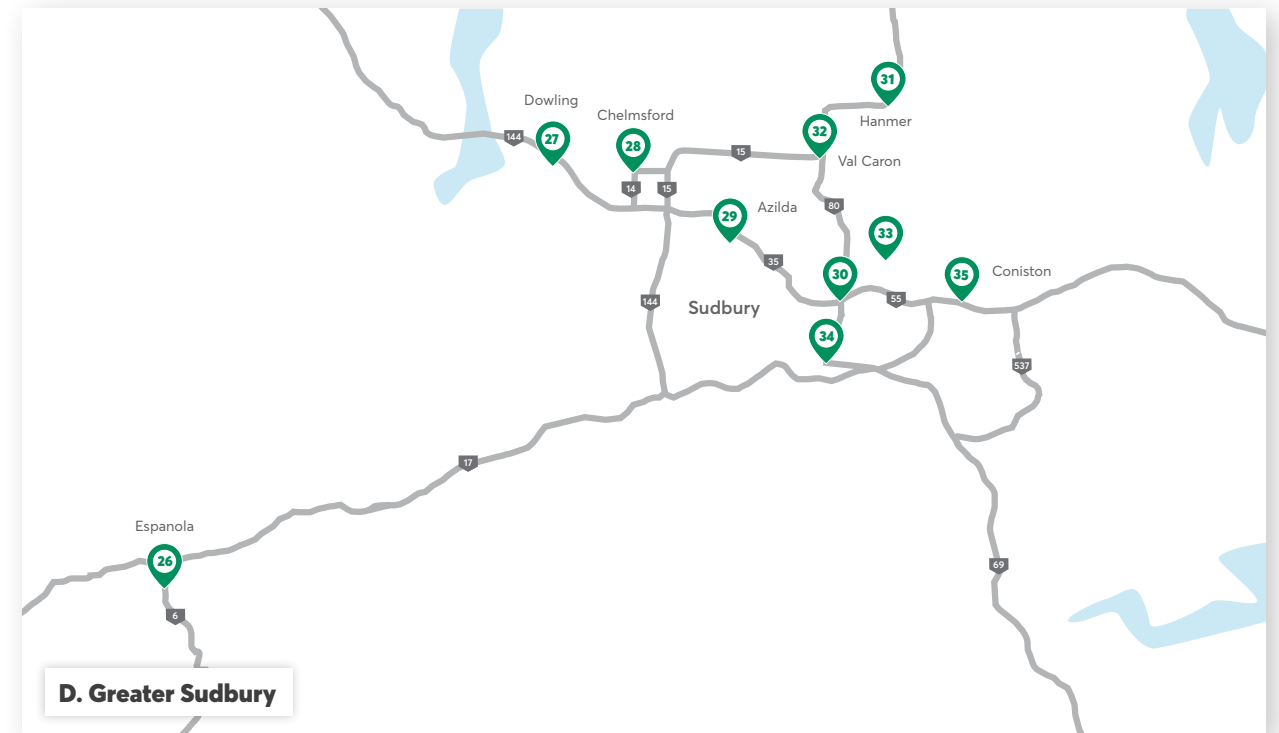 31
Dowling
Chelmsford
Hanmer
32
144
27
28
15
Val Caron
14
15
80
Azilda
29
33
35
30
35
Coniston
55
144
Sudbury
34
537
17
Espanola
26
69
6
D. Greater Sudbury